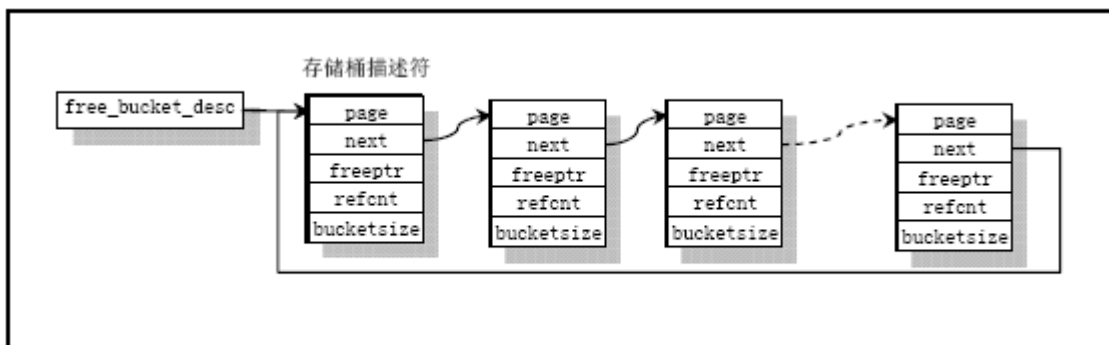 存储桶描述符
free_bucket_desc
page
next
freeptr
refcnt
bucketsize
page
next
freeptr
refcnt
bucketsize
page
next
freeptr
refcnt
bucketsize
page
next
freeptr
refcnt
bucketsize